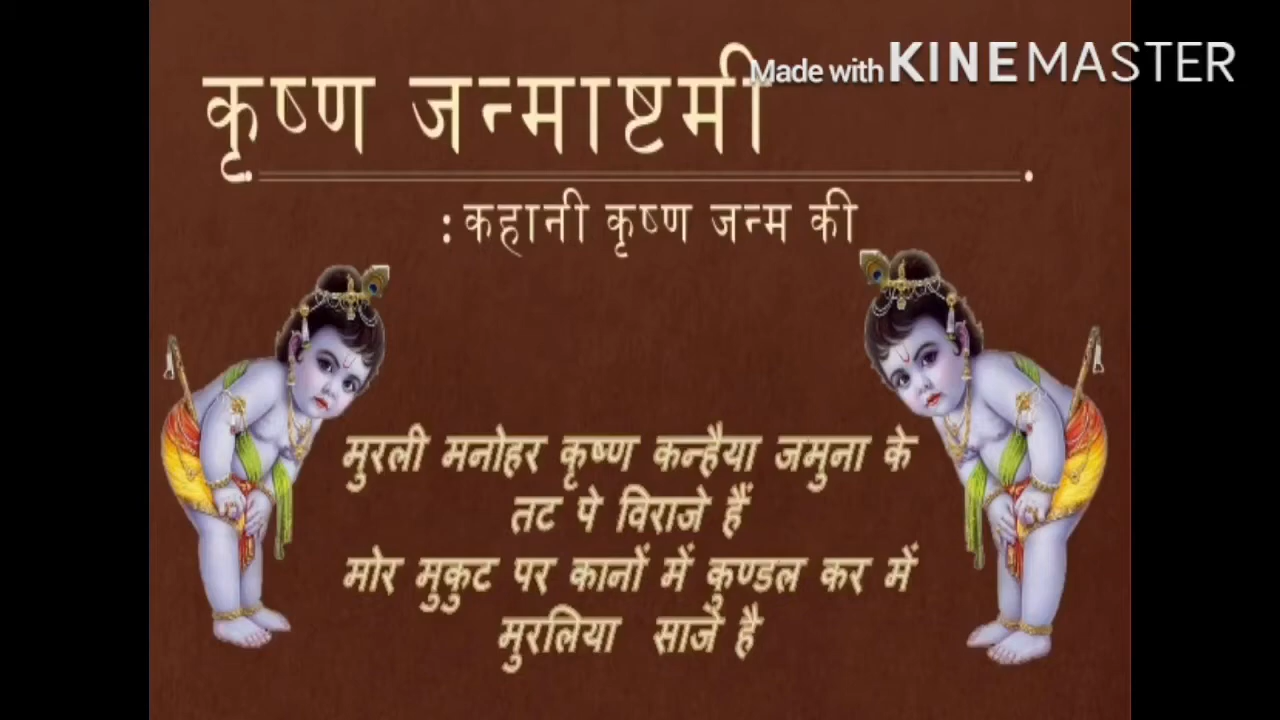 Made with KINEMASTER
कृष्ण जन्माष्टमी
: कहानी कृष्ण जन्म की
मुरली मनोहर कृष्ण कन्हैया जमुना के
तट पे विराजे हैं
मोर मुकुट पर कानों में कुण्डल कर में
मुरलिया साजे है